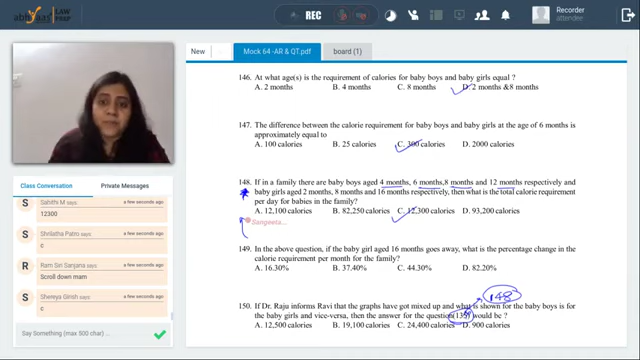 abhyaas LAW PREP
REC
Recorder
attendee
New
Mock 64 -AR & QT.pdf
board (1)
146. At what age(s) is the requirement of calories for baby boys and baby girls equal ?
A. 2 months B. 4 months C. 8 months D. 2 months &8 months
147. The difference between the calorie requirement for baby boys and baby girls at the age of 6 months is
approximately equal to
A. 100 calories B. 25 calories C. 300 calories D. 2000 calories
148. If in a family there are baby boys aged 4 months, 6 months,8 months and 12 months respectively and
baby girls aged 2 months, 8 months and 16 months respectively, then what is the total calorie requirement
per day for babies in the family?
A. 12,100 calories B. 82,250 calories C. 12,300 calories D. 93,200 calories
Sangeeta..
149. In the above question, if the baby girl aged 16 months goes away, what is the percentage change in the
calorie requirement per month for the family?
A. 16.30% B. 37.40% C. 44.30% D. 82.20%
148
150. If Dr. Raju informs Ravi that the graphs have got mixed up and what is shown for the baby boys is for
the baby girls and vice-versa, then the answer for the question would be ?
A. 12,500 calories B. 19,100 calories C. 24,400 calories D. 900 calories
Class Conversation
Private Messages
S Sahithi M a few seconds ago
12300
S Shrilatha Patro a few seconds ago
c
R Ram Siri Sanjana a few seconds ago
Scroll down mam
S Shereya Girish a few seconds ago
c
Say Something (max 500 char)